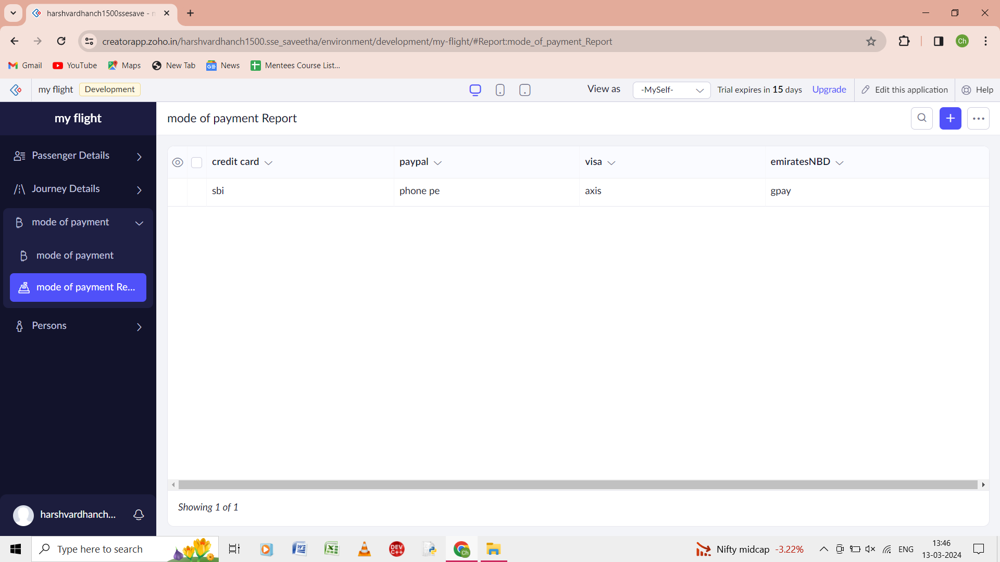 harshvardhanch1500ssesave - 
creatorapp.zoho.in/harshvardhanch1500.sse_saveetha/environment/development/my-flight/#Report:mode_of_payment_Report
Ch
Gmail YouTube Maps New Tab News Mentees Course List...
my flight Development View as -MySelf- Trial expires in 15 days Upgrade Edit this application Help
my flight
Passenger Details
Journey Details
mode of payment
mode of payment
mode of payment Re...
Persons
harshvardhanch...
mode of payment Report
credit card paypal visa emiratesNBD
sbi phone pe axis gpay
Showing 1 of 1
Type here to search
DEV C++
Ch
Nifty midcap -3.22%
ENG
13:46
13-03-2024